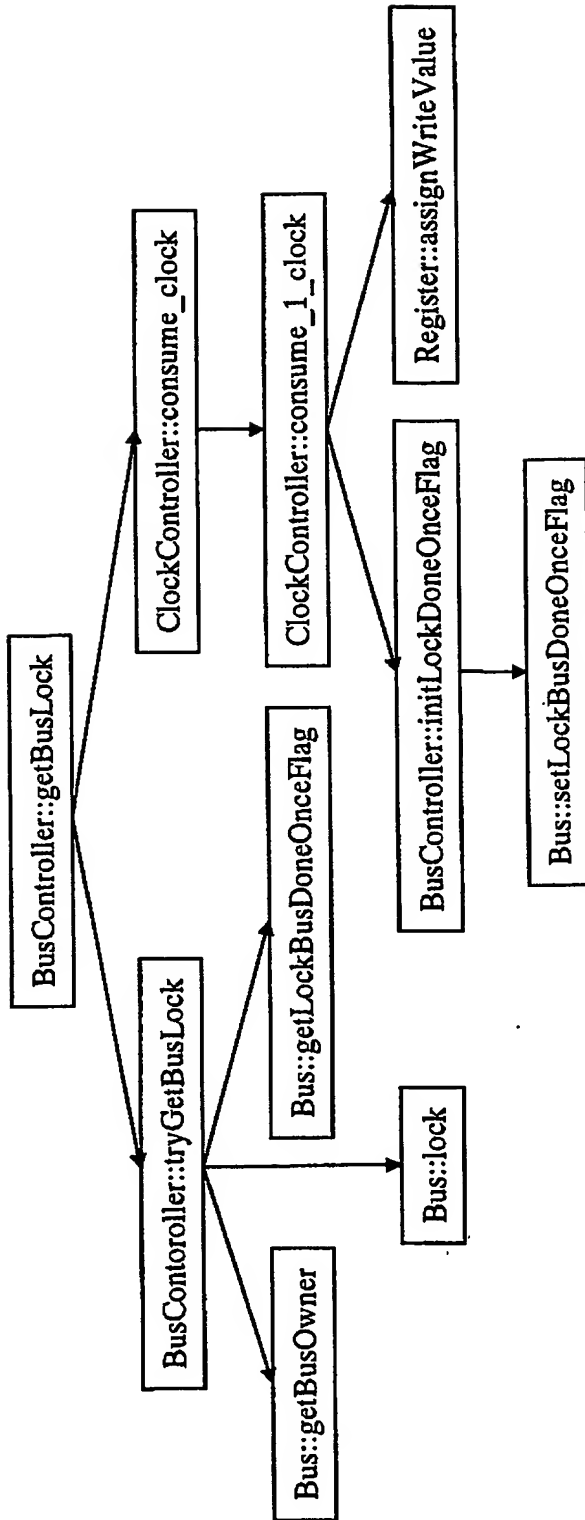 BusController::getBusLock
BusContoroller::tryGetBusLock
ClockController::consume_clock
Bus::getBusOwner
Bus::getLockBusDoneOnceFlag
ClockController::consume_1_clock
Bus::lock
BusController::initLockDoneOnceFlag
Register::assignWriteValue
Bus::setLockBusDoneOnceFlag